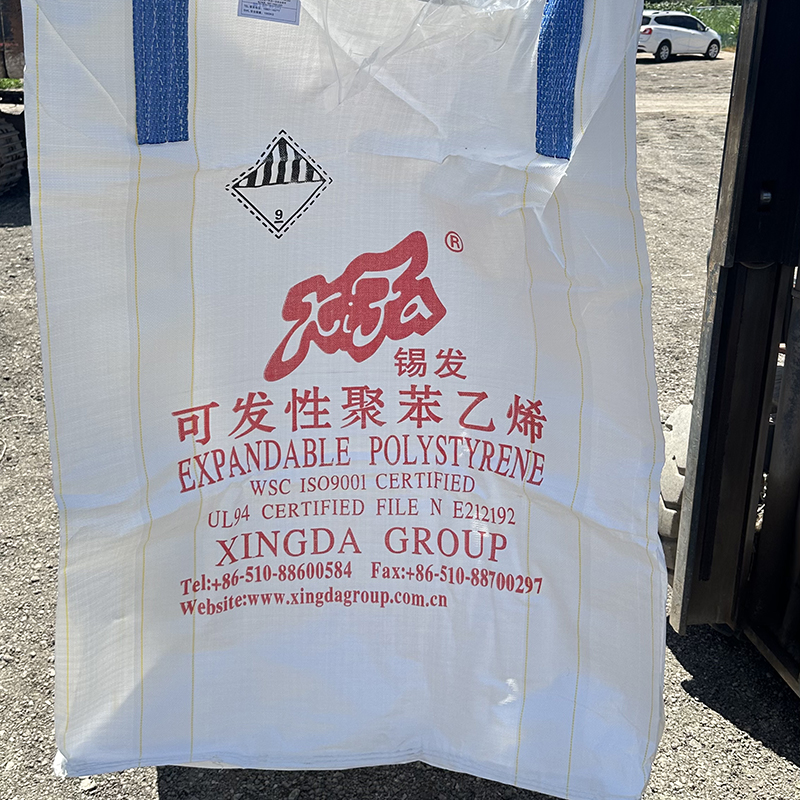 9
XiFa
®
锡发
可发性聚苯乙烯
EXPANDABLE POLYSTYRENE
WSC ISO9001 CERTIFIED
UL94 CERTIFIED FILE N E212192
XINGDA GROUP
Tel:+86-510-88600584 Fax:+86-510-88700297
Website:www.xingdagroup.com.cn